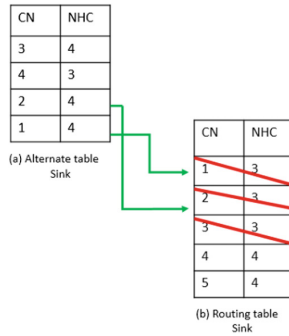 CN NHC
3 4
4 3
2 4
1 4
(a) Alternate table
Sink
CN NHC
1 3
2 3
3 3
4 4
5 4
(b) Routing table
Sink